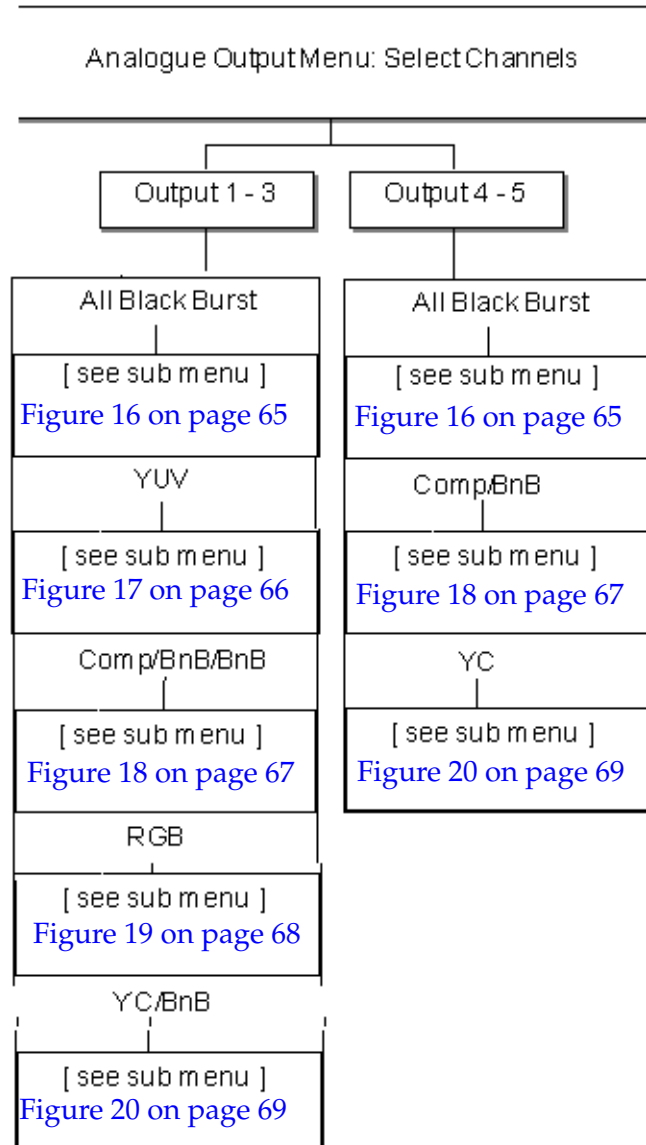 Analogue Output Menu: Select Channels
Output 1 - 3
All Black Burst
[ see sub menu ]
Figure 16 on page 65
YUV
[ see sub menu ]
Figure 17 on page 66
Comp/BnB/BnB
[ see sub menu ]
Figure 18 on page 67
RGB
[ see sub menu ]
Figure 19 on page 68
YC/BnB
[ see sub menu ]
Figure 20 on page 69
Output 4 - 5
All Black Burst
[ see sub menu ]
Figure 16 on page 65
Comp/BnB
[ see sub menu ]
Figure 18 on page 67
YC
[ see sub menu ]
Figure 20 on page 69